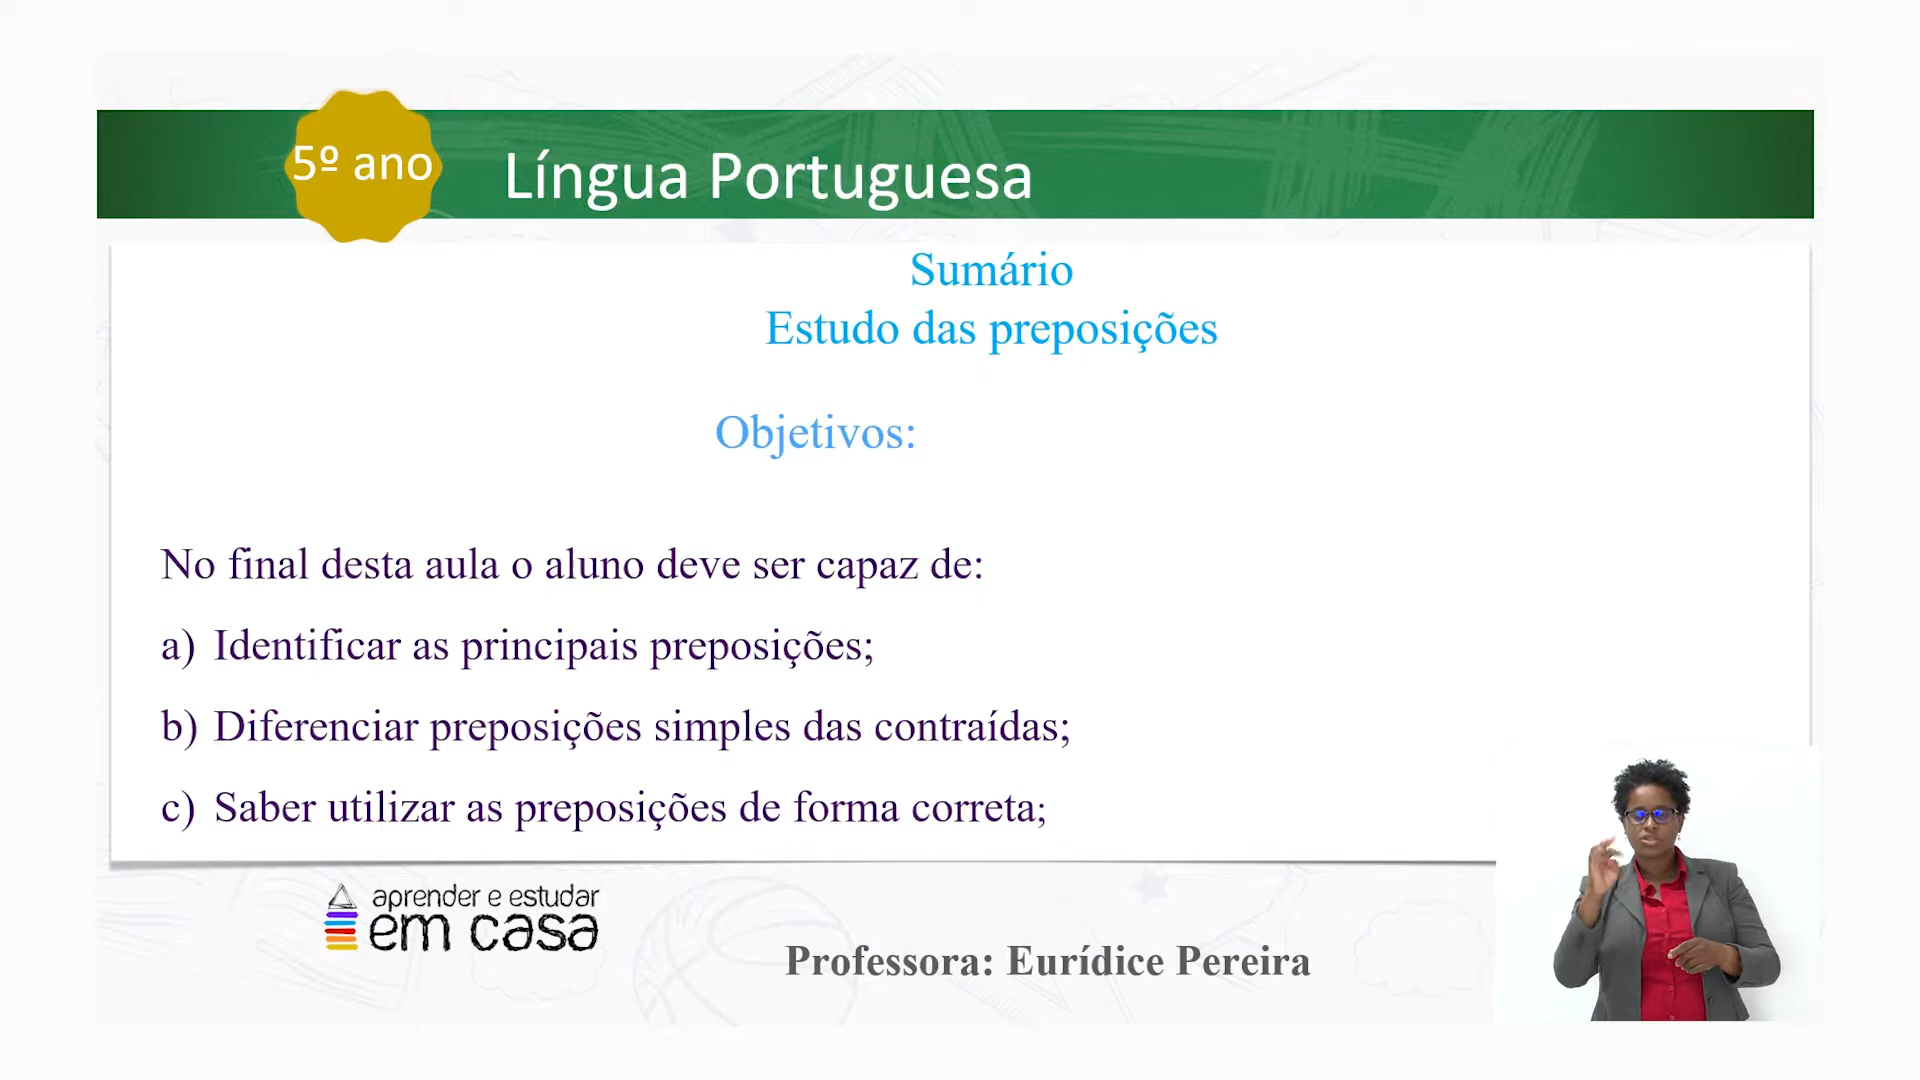 5º ano
Língua Portuguesa
Sumário
Estudo das preposições
Objetivos:
No final desta aula o aluno deve ser capaz de:
a) Identificar as principais preposições;
b) Diferenciar preposições simples das contraídas;
c) Saber utilizar as preposições de forma correta;
aprender e estudar
em casa
Professora: Eurídice Pereira